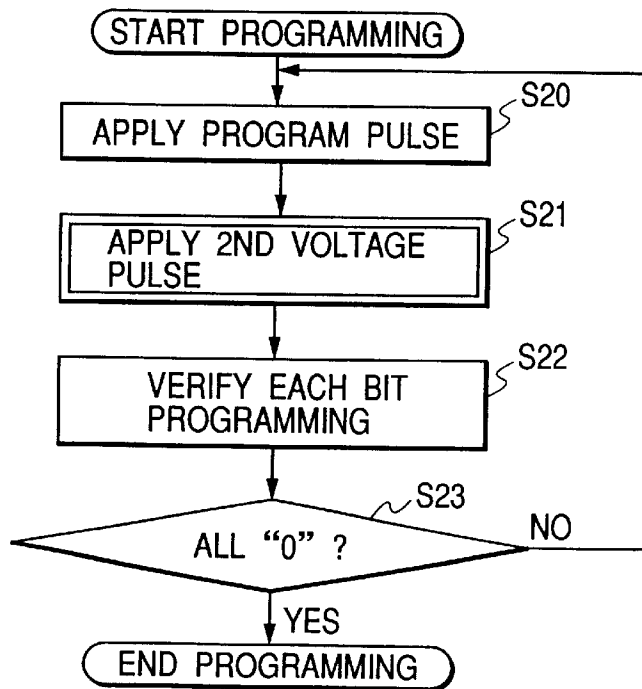 START PROGRAMMING
S20
APPLY PROGRAM PULSE
S21
APPLY 2ND VOLTAGE
PULSE
S22
VERIFY EACH BIT
PROGRAMMING
S23
ALL “0” ?
NO
YES
END PROGRAMMING